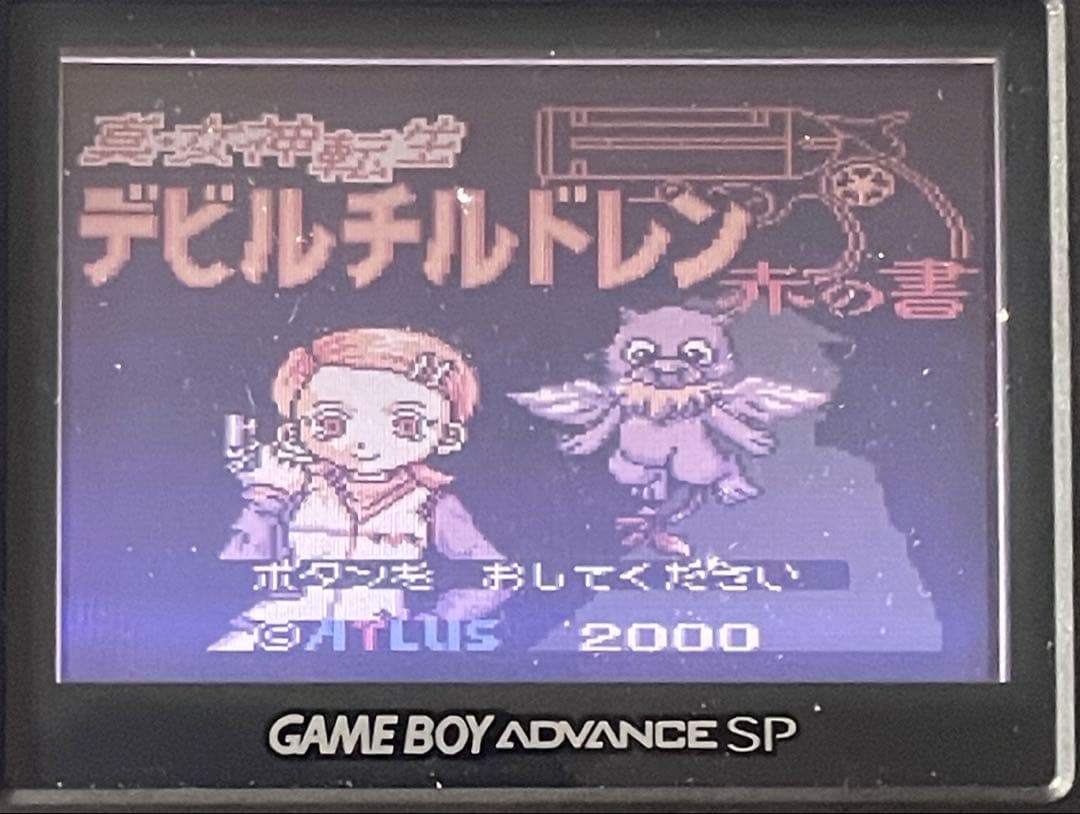 真・女神転生
デビルチルドレン
赤の書
ボタンを おしてください
©ATLUS 2000
GAME BOY ADVANCE SP